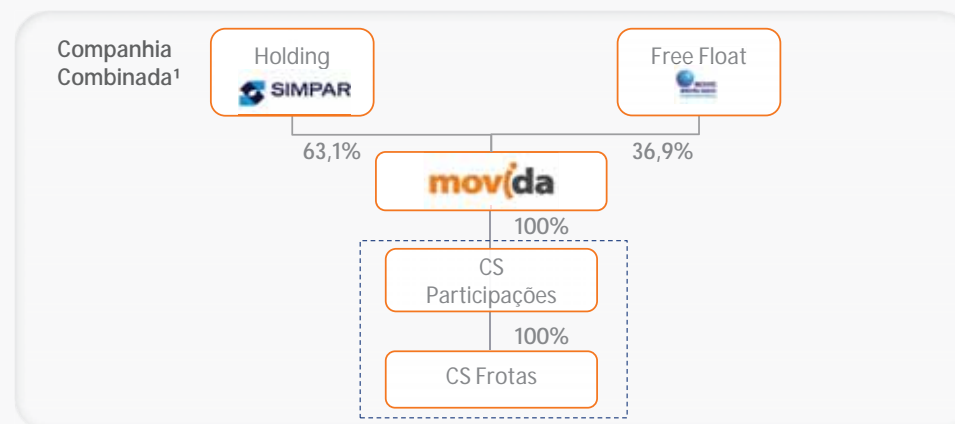 Companhia
Combinada¹
Holding
SIMPAR
Free Float
63,1%
36,9%
movida
100%
CS
Participações
100%
CS Frotas